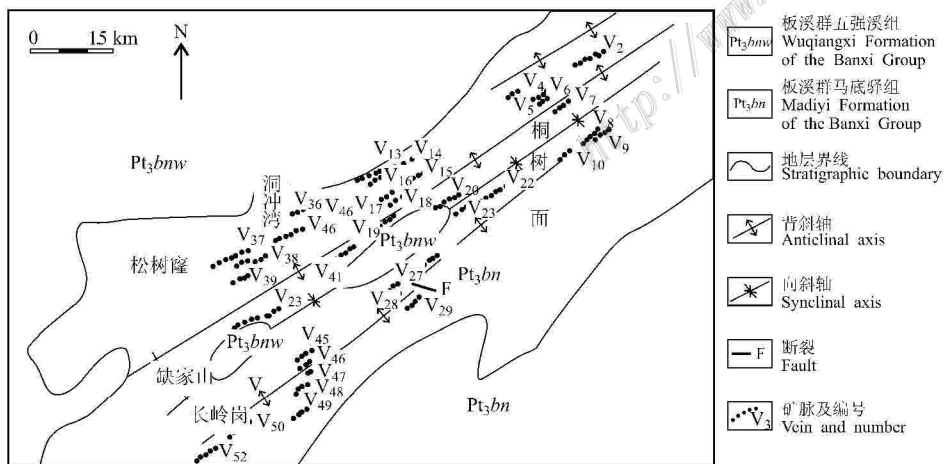 0 15 km
N
V2
V4
V6
V5
V7
桐
V8
V9
树
V10
V13
V14
V15
Pt3bnw
洞
冲
湾
V16
V36
V46
V17
V18
V20
V22
V23
面
V46
V19
Pt3bnw
V37
松树隆
V38
V39
V41
V27
F
Pt3bn
V23
V28
V29
Pt3bnw
V45
V46
缺家山
V
V47
V48
V49
长岭岗
V50
Pt3bn
V52
Pt3bnw
板溪群五强溪组
Wuqiangxi Formation
of the Banxi Group
Pt3bn
板溪群马底驿组
Madiyi Formation
of the Banxi Group
地层界线
Stratigraphic boundary
背斜轴
Anticlinal axis
向斜轴
Synclinal axis
F
断裂
Fault
V3
矿脉及编号
Vein and number
http://www.